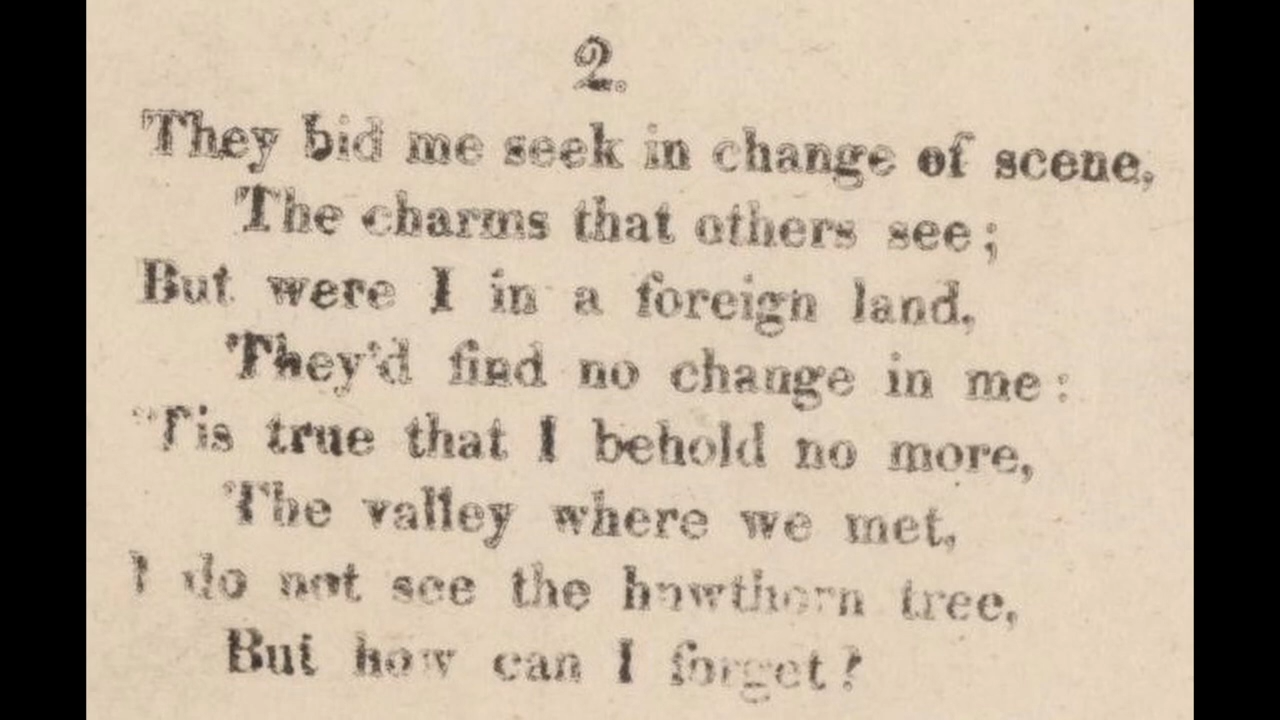 2.
They bid me seek in change of scene,
The charms that others see;
But were I in a foreign land,
They'd find no change in me:
'Tis true that I behold no more,
The valley where we met,
I do not see the hawthorn tree,
But how can I forget?